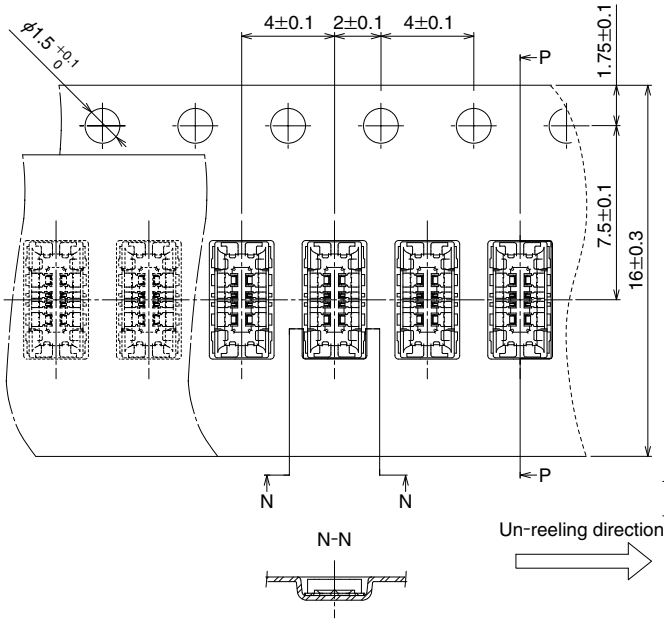 4±0.1
2±0.1
4±0.1
φ1.5 +0.1 0
1.75±0.1
P
7.5±0.1
16±0.3
P
N
N
N-N
Un-reeling direction